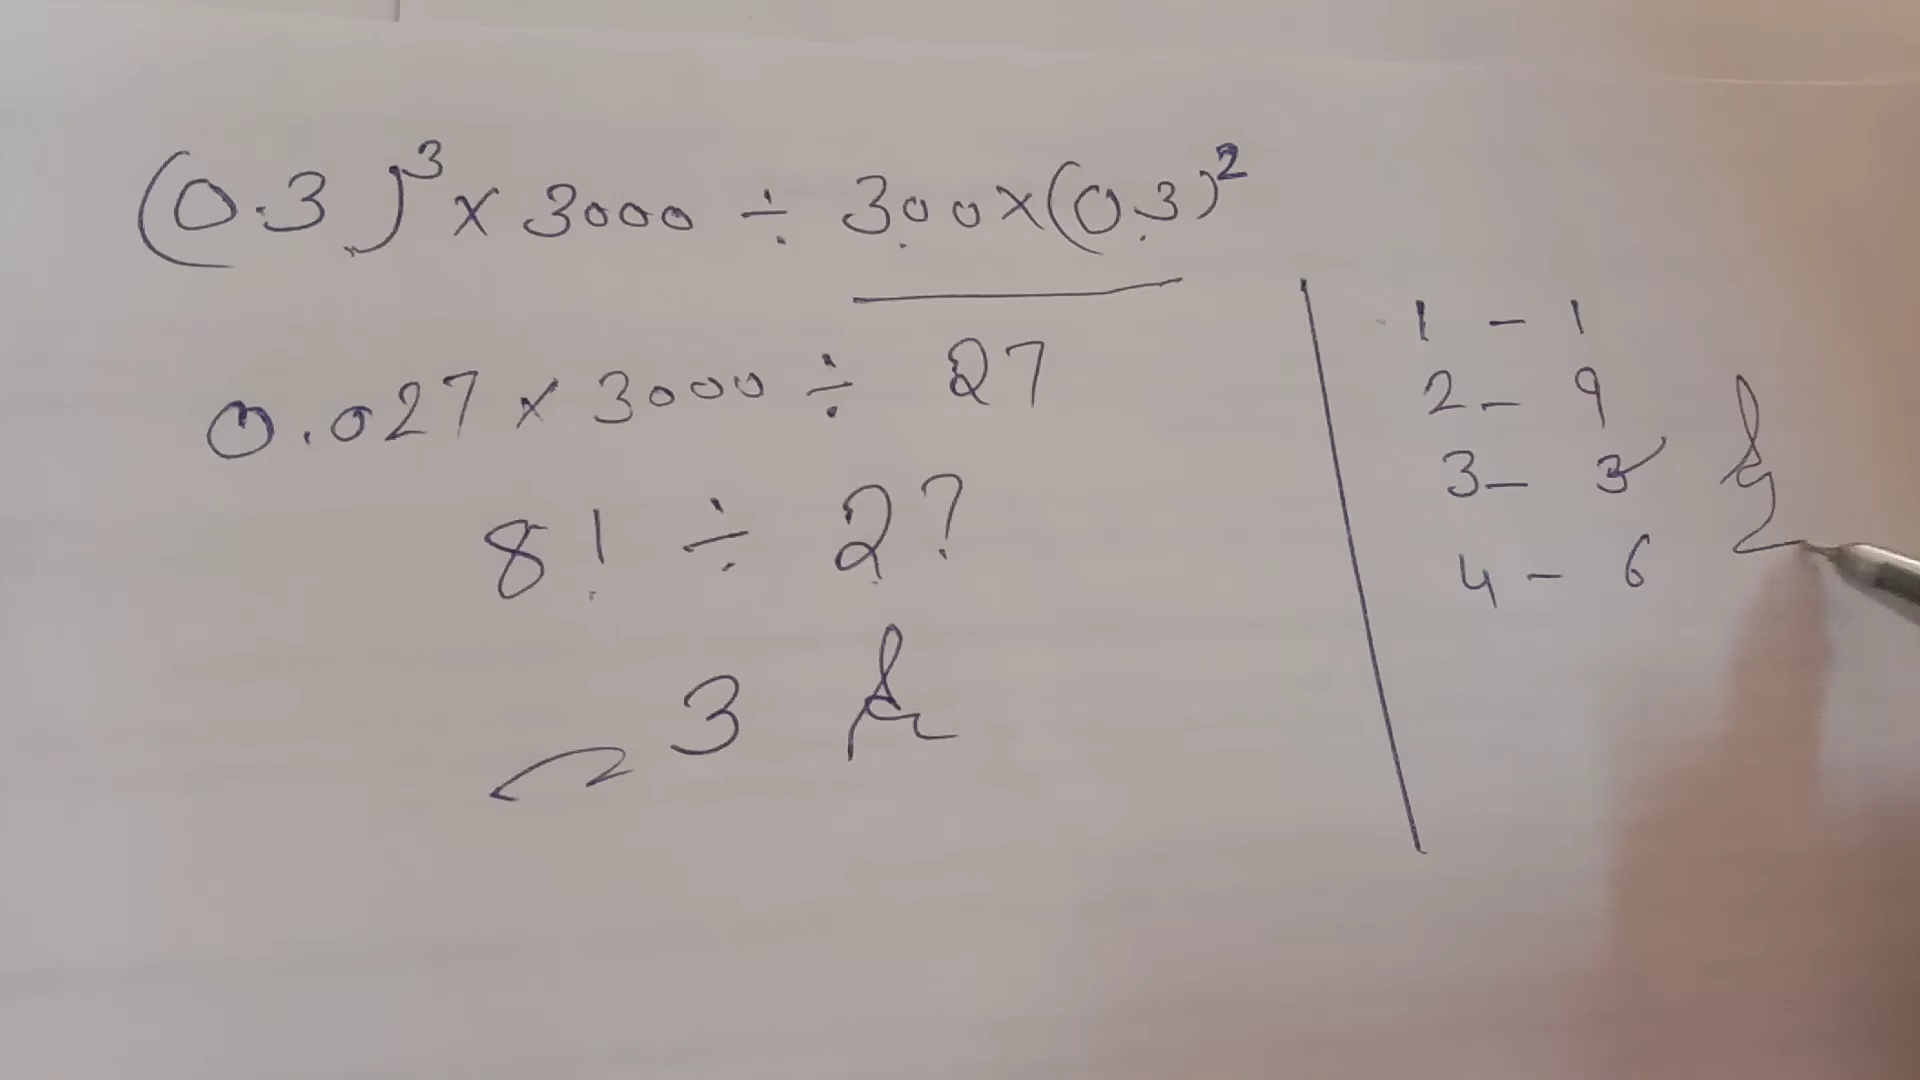 (0.3)³ × 3000 ÷ 300 × (0.3)²
0.027 × 3000 ÷ 27
81 ÷ 27
3
1 - 1
2 - 9
3 - 3
4 - 6